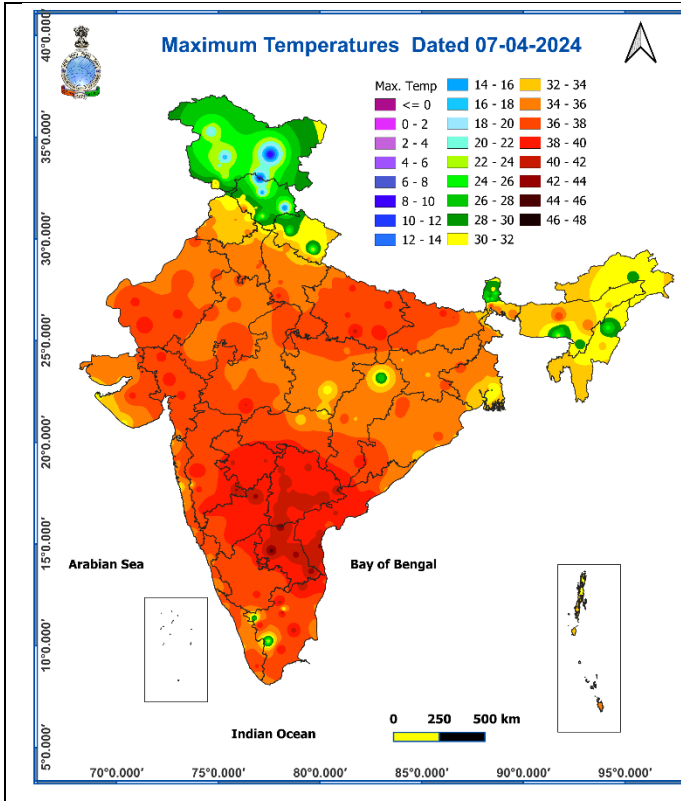 Maximum Temperatures Dated 07-04-2024
Max. Temp
<= 0
0 - 2
2 - 4
4 - 6
6 - 8
8 - 10
10 - 12
12 - 14
14 - 16
16 - 18
18 - 20
20 - 22
22 - 24
24 - 26
26 - 28
28 - 30
30 - 32
32 - 34
34 - 36
36 - 38
38 - 40
40 - 42
42 - 44
44 - 46
46 - 48
40°0.000'
35°0.000'
30°0.000'
25°0.000'
20°0.000'
15°0.000'
10°0.000'
5°0.000'
Arabian Sea
Bay of Bengal
Indian Ocean
0 250 500 km
70°0.000' 75°0.000' 80°0.000' 85°0.000' 90°0.000' 95°0.000'